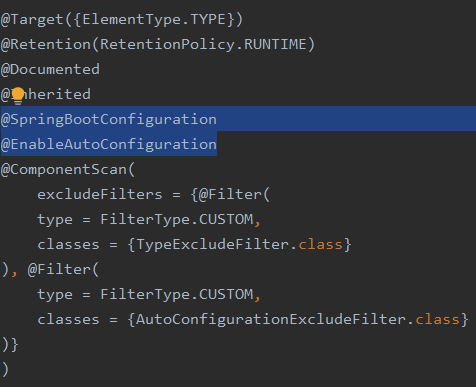 @Target({ElementType.TYPE})
@Retention(RetentionPolicy.RUNTIME)
@Documented
@Inherited
@SpringBootConfiguration
@EnableAutoConfiguration
@ComponentScan(
    excludeFilters = {@Filter(
    type = FilterType.CUSTOM,
    classes = {TypeExcludeFilter.class}
), @Filter(
    type = FilterType.CUSTOM,
    classes = {AutoConfigurationExcludeFilter.class}
)}
)